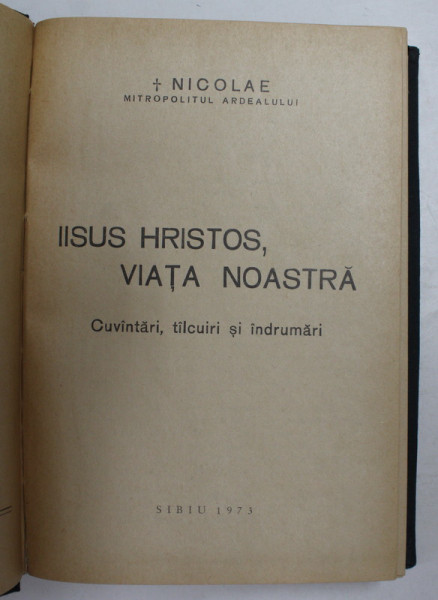 † NICOLAE
MITROPOLITUL ARDEALULUI
IISUS HRISTOS,
VIAȚA NOASTRĂ
Cuvîntări, tîlcuiri și îndrumări
SIBIU 1973